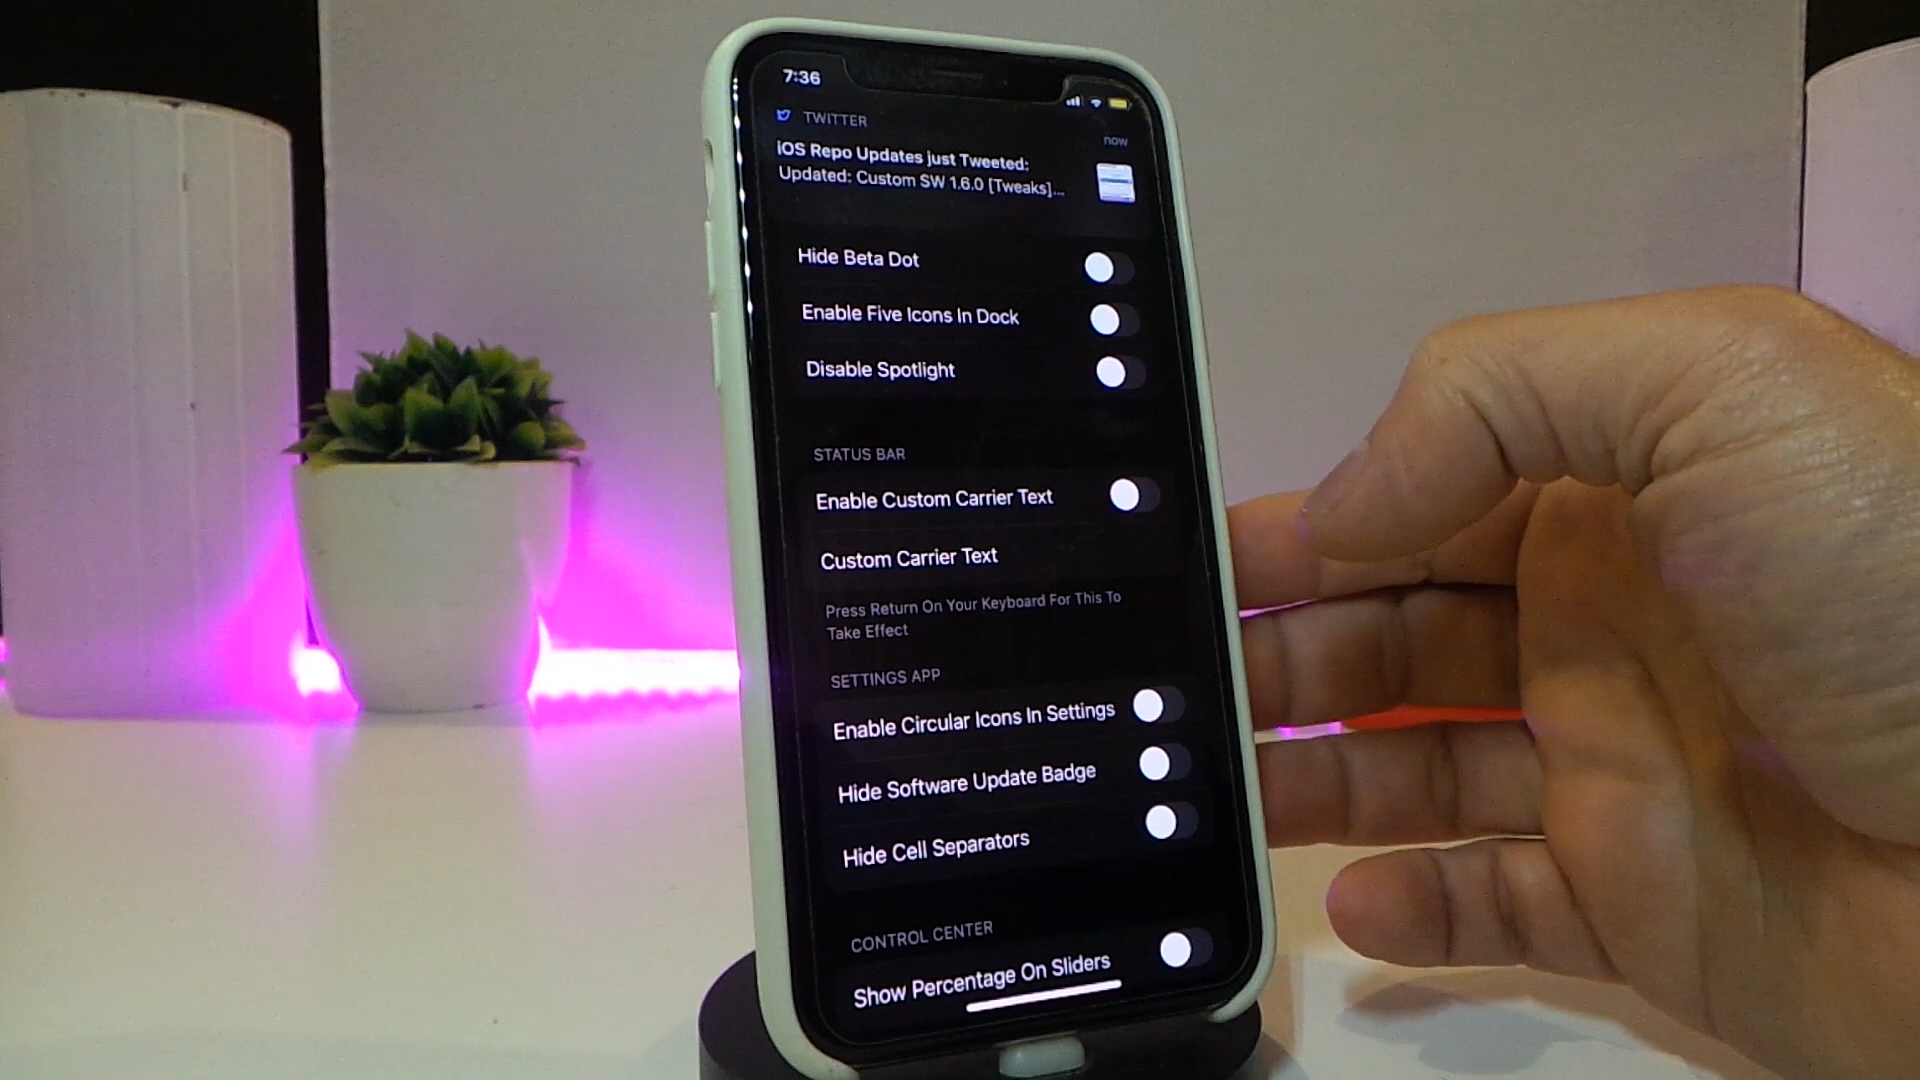 7:36
TWITTER
now
iOS Repo Updates just Tweeted:
Updated: Custom SW 1.6.0 [Tweaks]...
Hide Beta Dot
Enable Five Icons In Dock
Disable Spotlight
STATUS BAR
Enable Custom Carrier Text
Custom Carrier Text
Press Return On Your Keyboard For This To
Take Effect
SETTINGS APP
Enable Circular Icons In Settings
Hide Software Update Badge
Hide Cell Separators
CONTROL CENTER
Show Percentage On Sliders